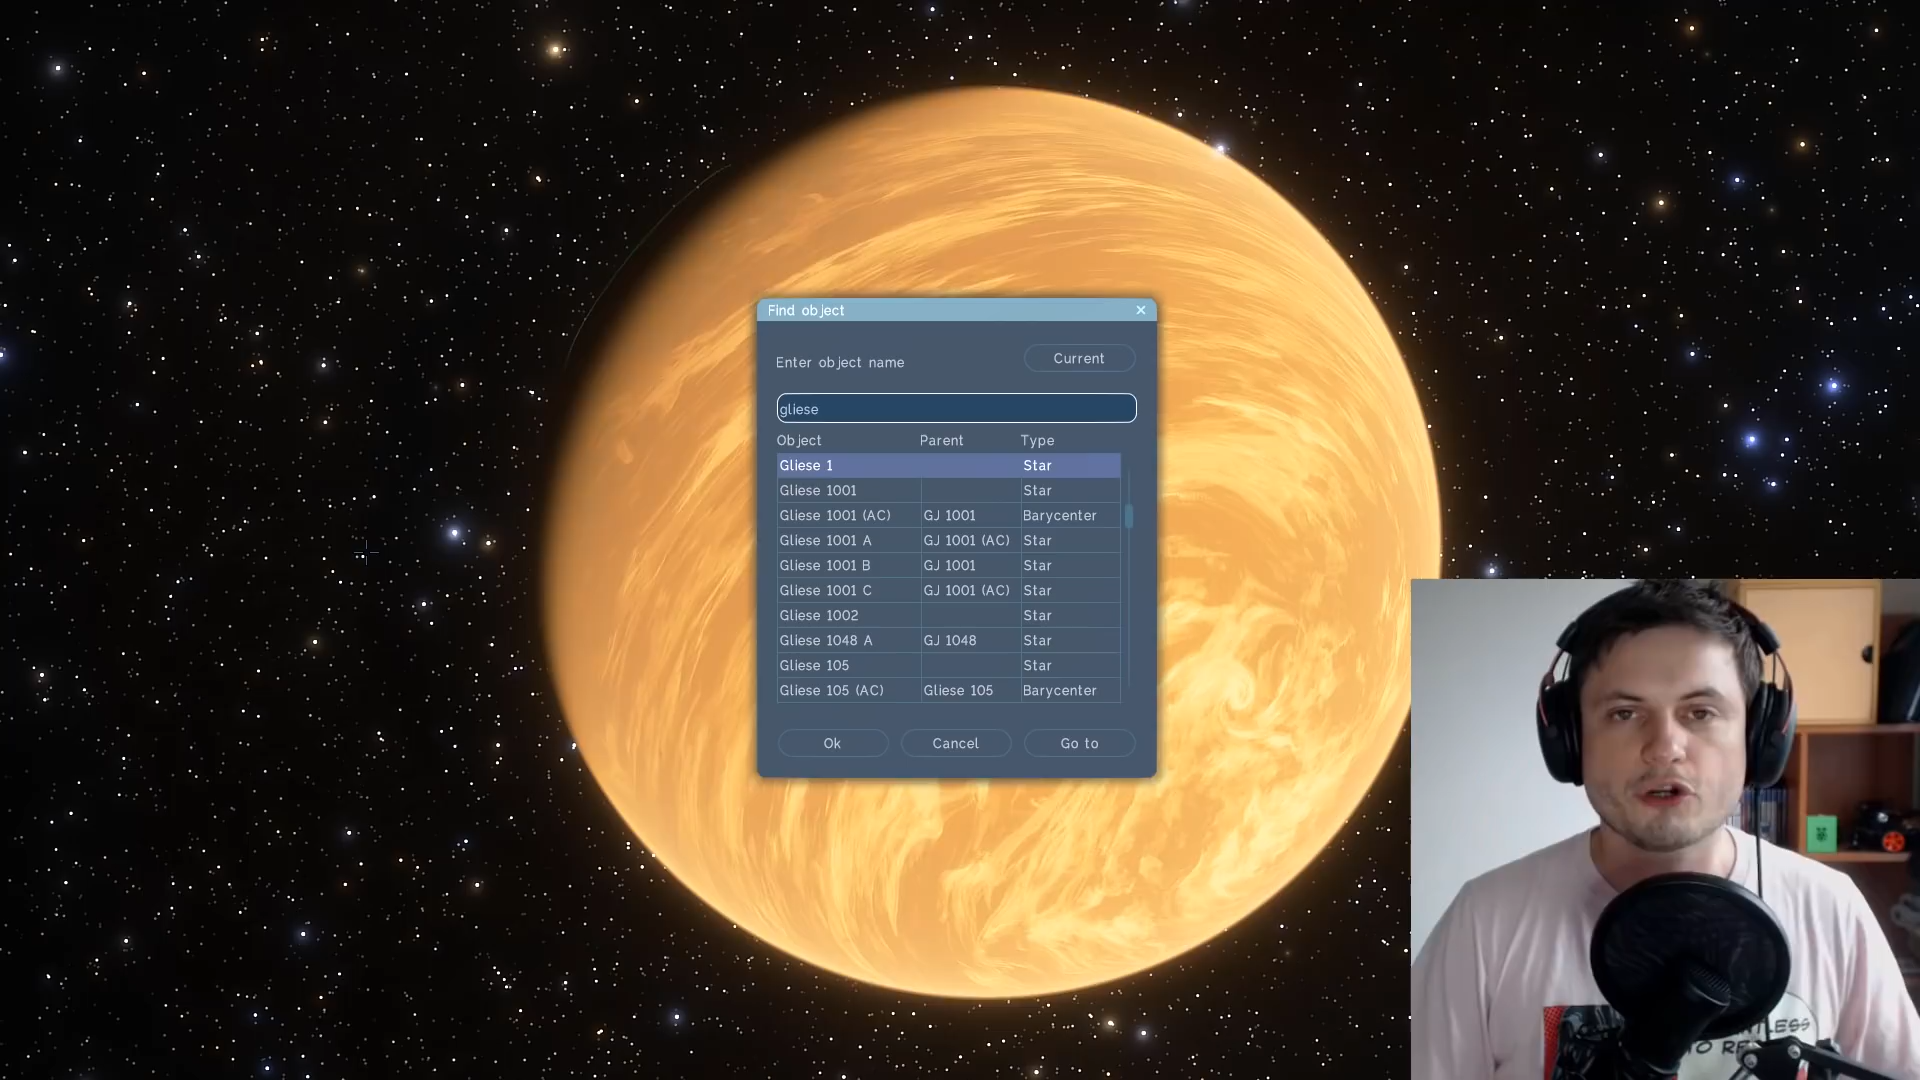 Find object
Enter object name
Current
gliese
Object Parent Type
Gliese 1 Star
Gliese 1001 Star
Gliese 1001 (AC) GJ 1001 Barycenter
Gliese 1001 A GJ 1001 (AC) Star
Gliese 1001 B GJ 1001 Star
Gliese 1001 C GJ 1001 (AC) Star
Gliese 1002 Star
Gliese 1048 A GJ 1048 Star
Gliese 105 Star
Gliese 105 (AC) Gliese 105 Barycenter
Ok Cancel Go to